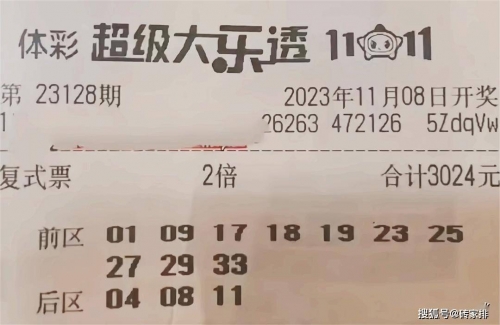 体彩 超级大乐透 11 11
第 23128期 2023年11月08日开奖
26263 472126 5ZdqVw
复式票 2倍 合计3024元
前区 01 09 17 18 19 23 25
27 29 33
后区 04 08 11
搜狐号@转家排